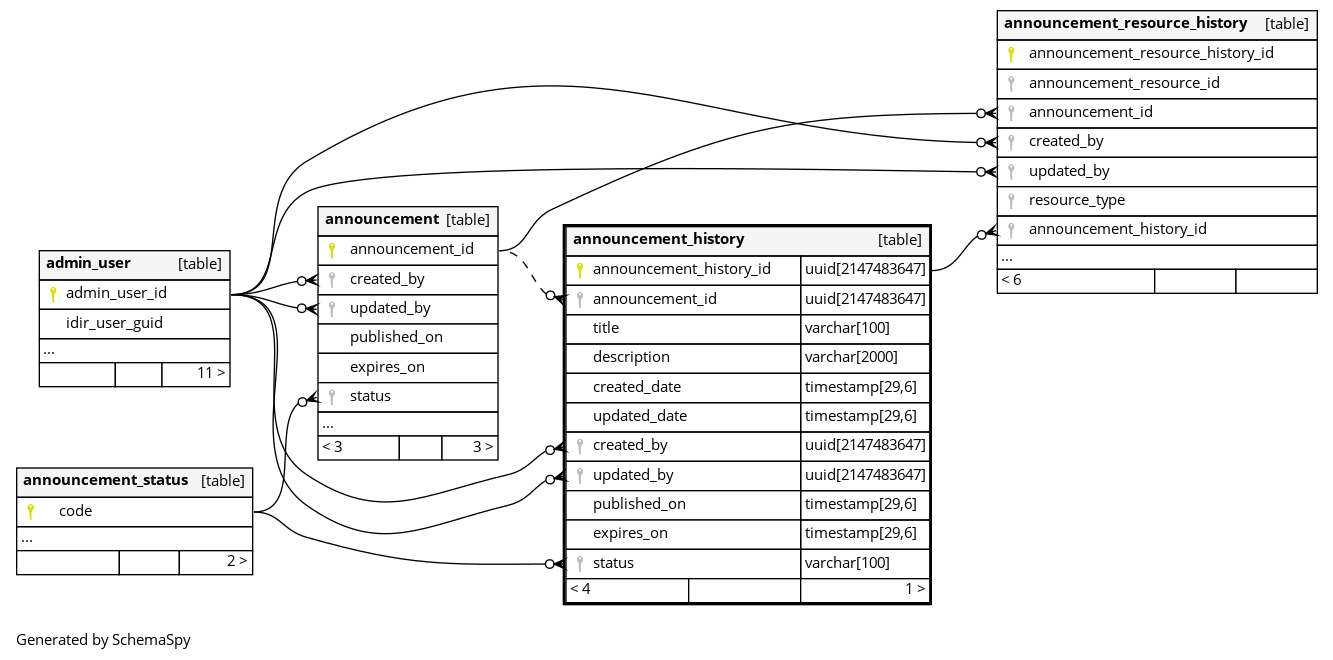 announcement_resource_history [table]
announcement_resource_history_id
announcement_resource_id
announcement_id
created_by
updated_by
resource_type
announcement_history_id
...
< 6
announcement [table]
announcement_id
created_by
updated_by
published_on
expires_on
status
...
< 3 3 >
announcement_history [table]
announcement_history_id uuid[2147483647]
announcement_id uuid[2147483647]
title varchar[100]
description varchar[2000]
created_date timestamp[29,6]
updated_date timestamp[29,6]
created_by uuid[2147483647]
updated_by uuid[2147483647]
published_on timestamp[29,6]
expires_on timestamp[29,6]
status varchar[100]
< 4 1 >
admin_user [table]
admin_user_id
idir_user_guid
...
11 >
announcement_status [table]
code
...
2 >
Generated by SchemaSpy